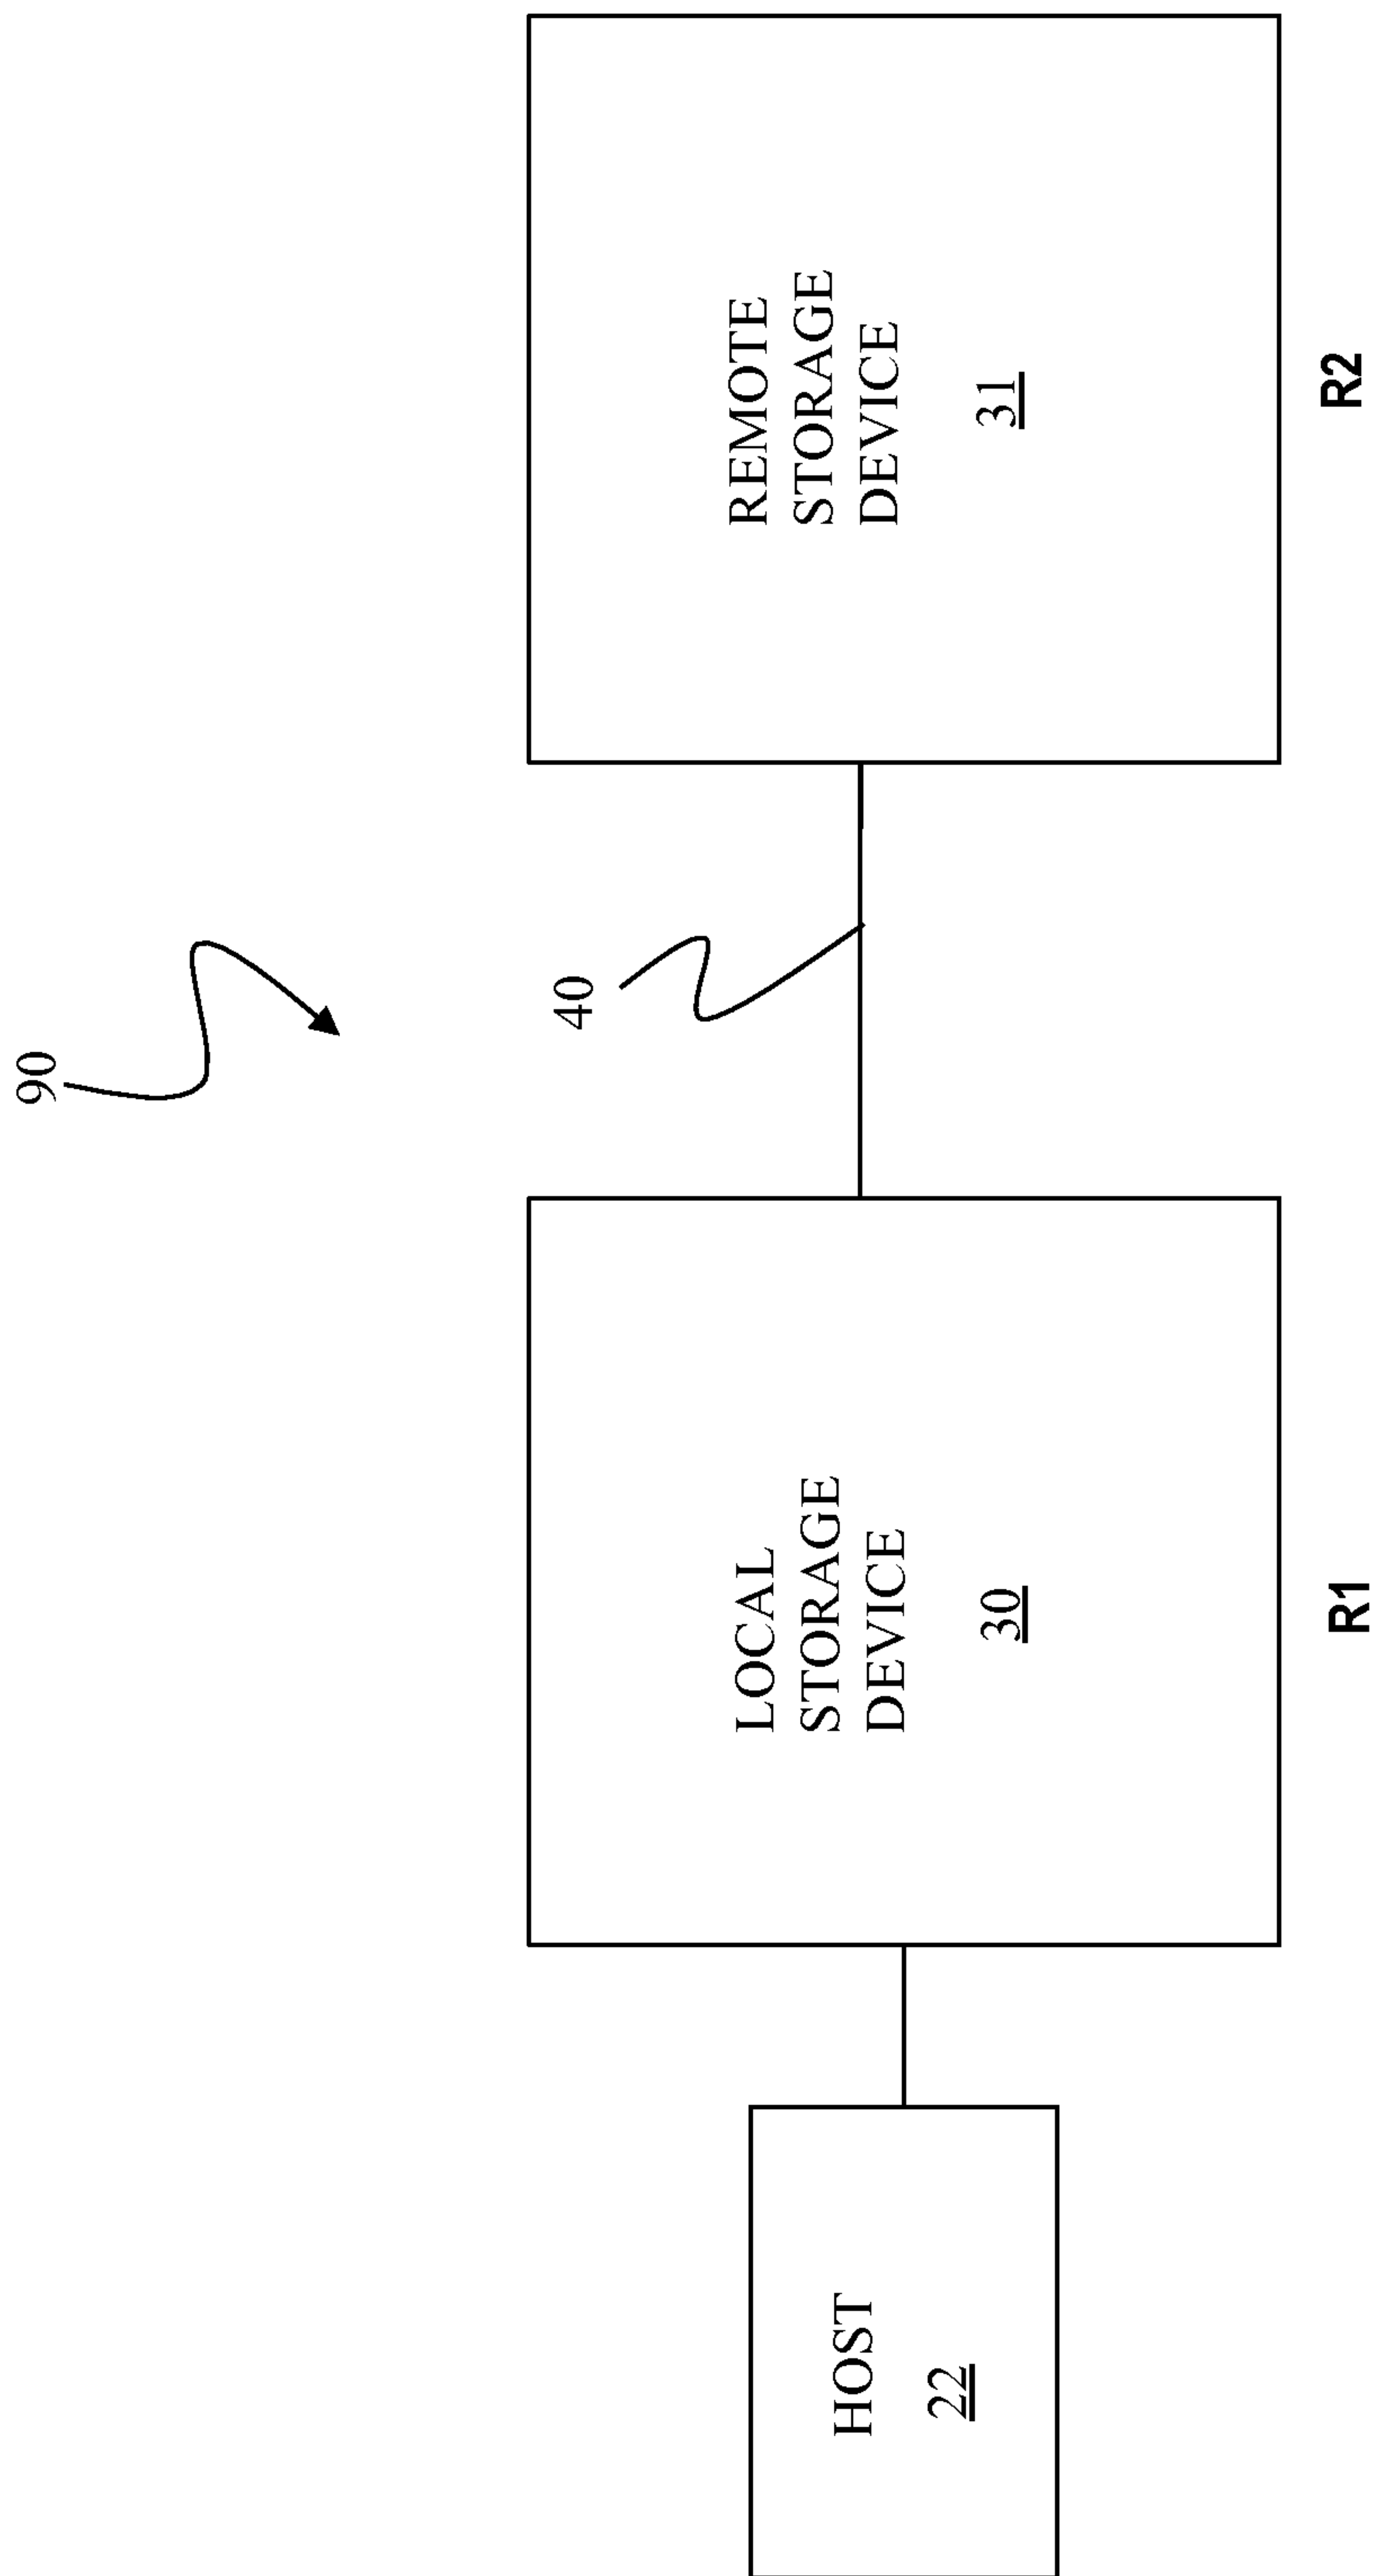 90
40
HOST
22
LOCAL
STORAGE
DEVICE
30
R1
REMOTE
STORAGE
DEVICE
31
R2